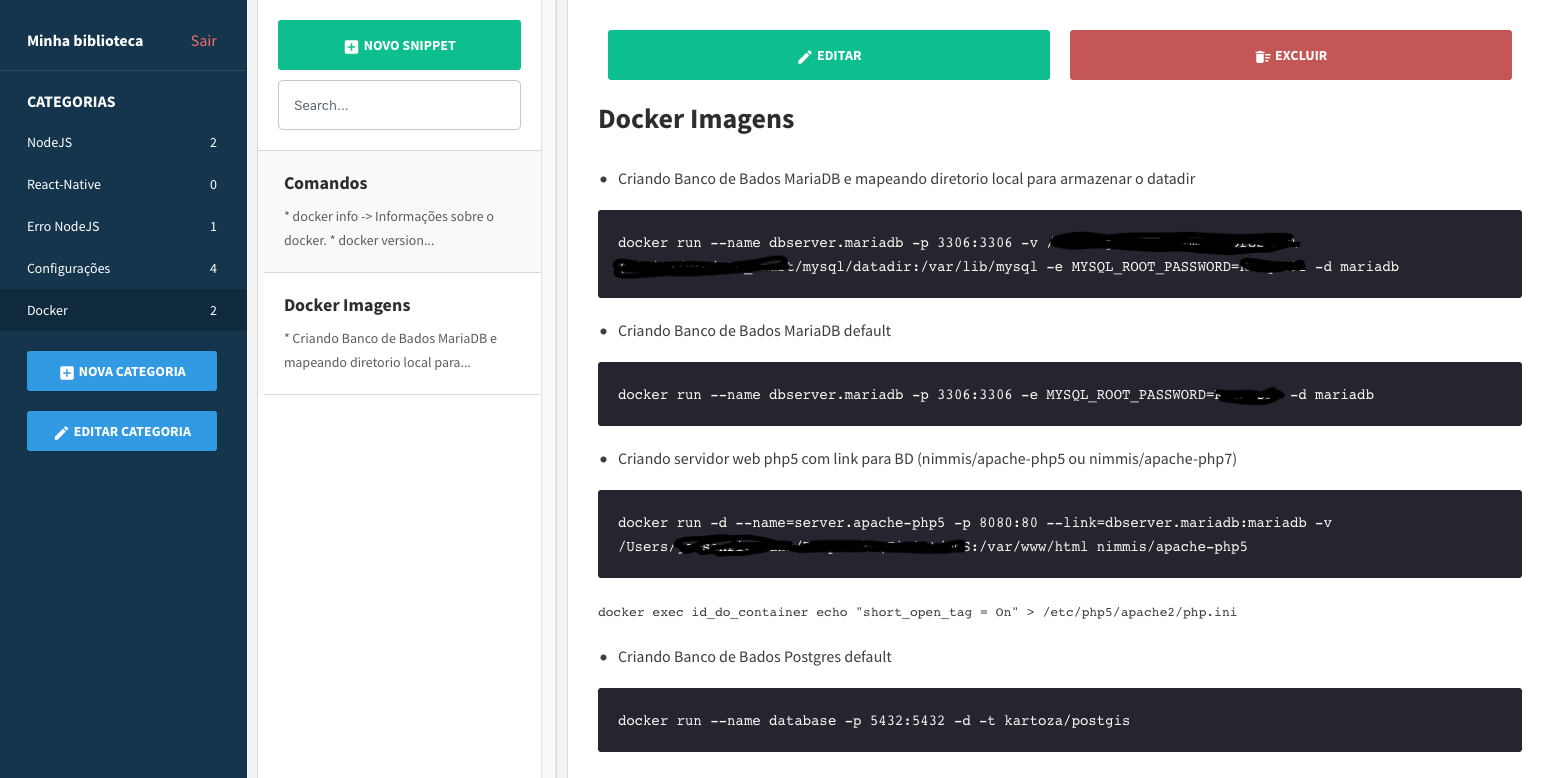 Minha biblioteca Sair
CATEGORIAS
NodeJS 2
React-Native 0
Erro NodeJS 1
Configurações 4
Docker 2
NOVA CATEGORIA
EDITAR CATEGORIA
NOVO SNIPPET
Search...
Comandos
* docker info -> Informações sobre o
docker. * docker version...
Docker Imagens
* Criando Banco de Bados MariaDB e
mapeando diretorio local para...
EDITAR
EXCLUIR
Docker Imagens
Criando Banco de Bados MariaDB e mapeando diretorio local para armazenar o datadir
docker run --name dbserver.mariadb -p 3306:3306 -v /
/mysql/datadir:/var/lib/mysql -e MYSQL_ROOT_PASSWORD= -d mariadb
Criando Banco de Bados MariaDB default
docker run --name dbserver.mariadb -p 3306:3306 -e MYSQL_ROOT_PASSWORD= -d mariadb
Criando servidor web php5 com link para BD (nimmis/apache-php5 ou nimmis/apache-php7)
docker run -d --name=server.apache-php5 -p 8080:80 --link=dbserver.mariadb:mariadb -v
/Users/ :/var/www/html nimmis/apache-php5
docker exec id_do_container echo "short_open_tag = On" > /etc/php5/apache2/php.ini
Criando Banco de Bados Postgres default
docker run --name database -p 5432:5432 -d -t kartoza/postgis